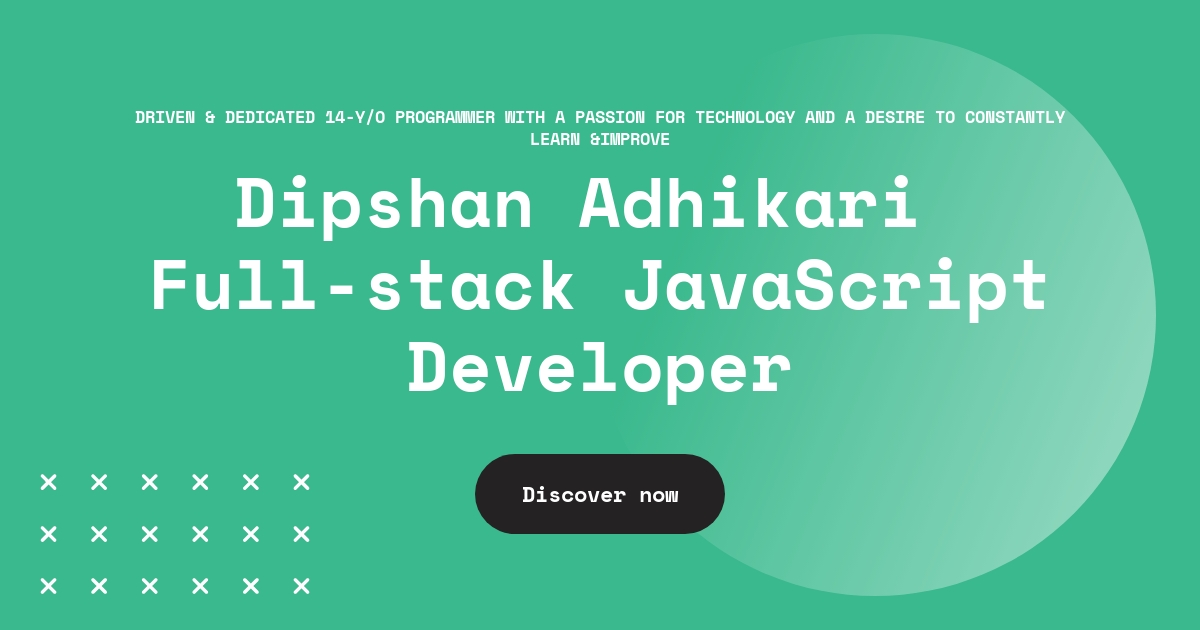 DRIVEN & DEDICATED 14-Y/O PROGRAMMER WITH A PASSION FOR TECHNOLOGY AND A DESIRE TO CONSTANTLY
LEARN &IMPROVE
Dipshan Adhikari
Full-stack JavaScript
Developer
Discover now